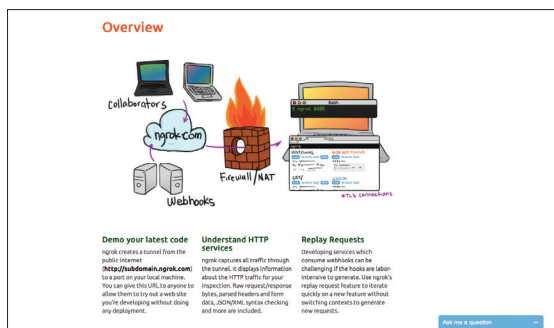 Overview
Collaborators
ngrok.com
Webhooks
Firewall/NAT
Bash
$ ngrok 8080
ngrok
TLS connections
Demo your latest code
ngrok creates a tunnel from the
public internet
(http://subdomain.ngrok.com)
to a port on your local machine.
You can give this URL to anyone to
allow them to try out a web site
you're developing without doing
any deployment.
Understand HTTP
services
ngrok captures all traffic through
the tunnel. It displays information
about the HTTP traffic for your
inspection. Raw request/response
bytes, parsed headers and form
data, JSON/XML syntax checking
and more are included.
Replay Requests
Developing services which
consume webhooks can be
challenging if the hooks are labor-
intensive to generate. Use ngrok's
replay request feature to iterate
quickly on a new feature without
switching contexts to generate
new requests.
Ask me a question